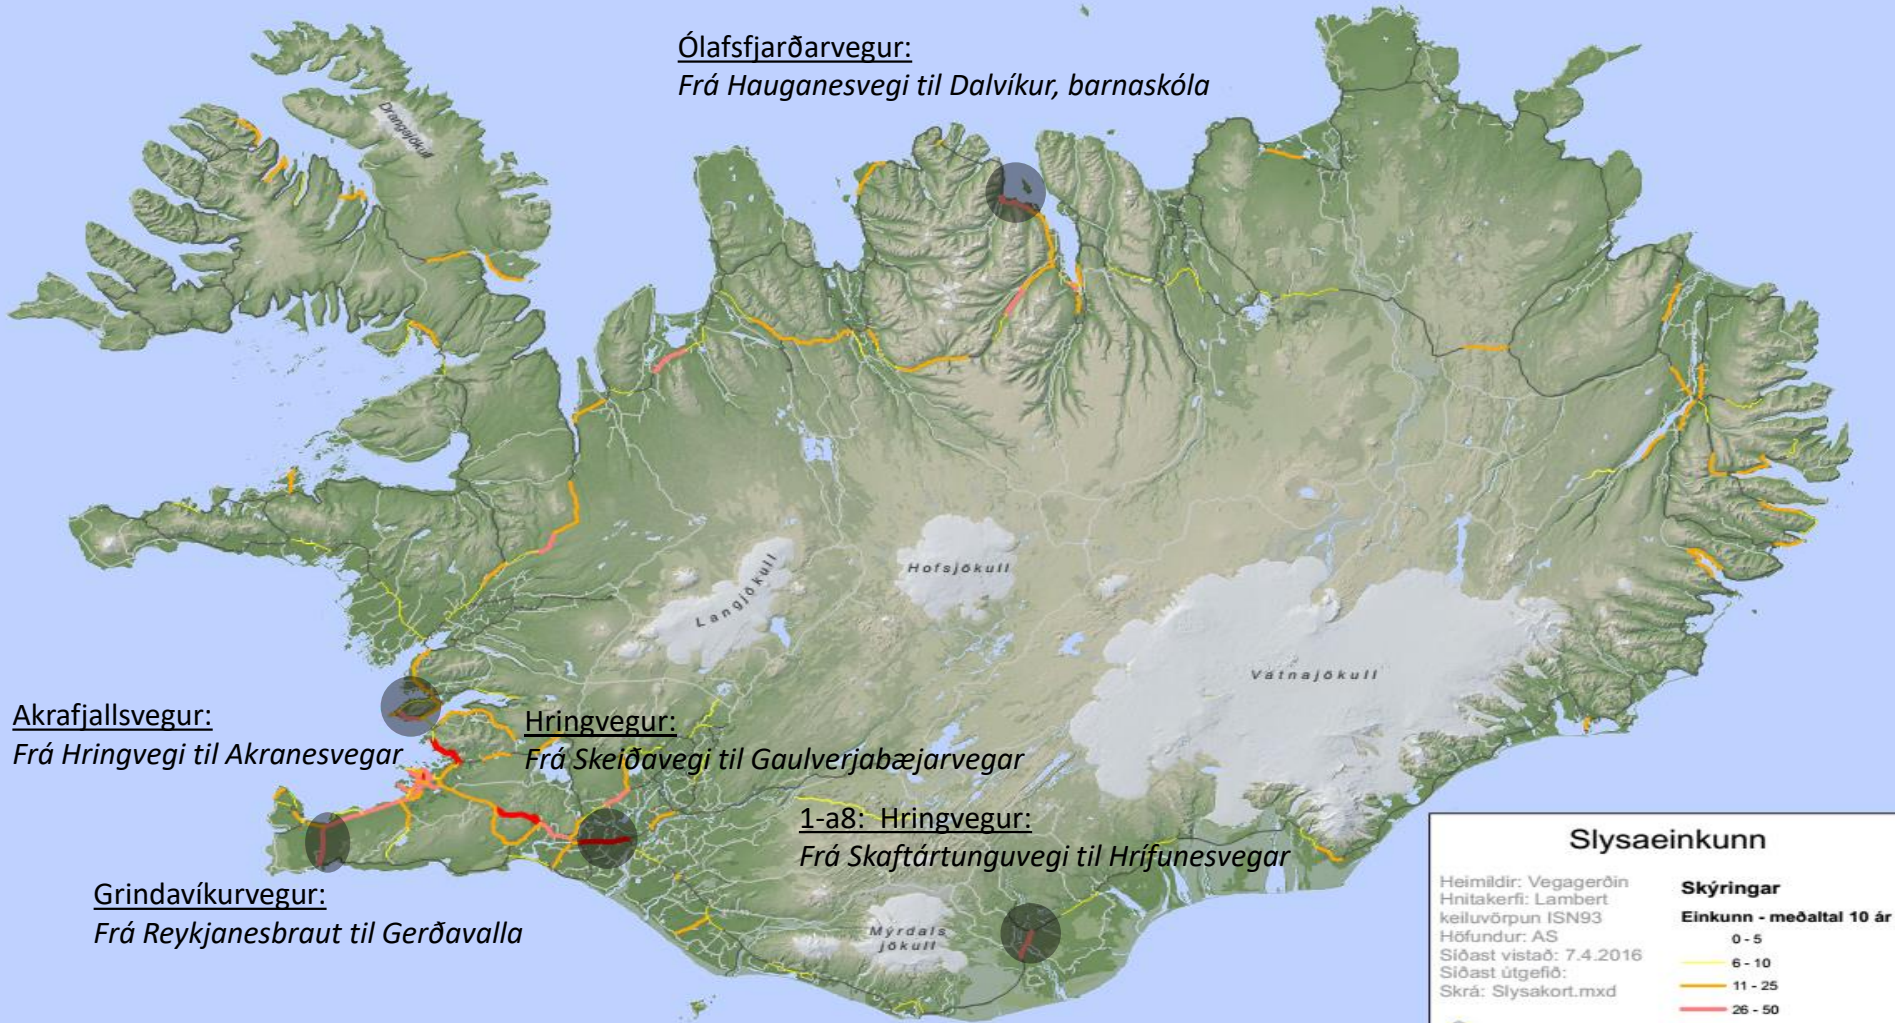 Ólafsfjarðarvegur:
Frá Hauganesvegi til Dalvíkur, barnaskóla
Drangajökull
Hofsjökull
Langjökull
Vatnajökull
Akrafjallsvegur:
Frá Hringvegi til Akranesvegar
Hringvegur:
Frá Skeiðavegi til Gaulverjabæjarvegar
1-a8: Hringvegur:
Frá Skaftártunguvegi til Hrífunesvegar
Grindavíkurvegur:
Frá Reykjanesbraut til Gerðavalla
Mýrdals
jökull
Slysaeinkunn
Heimildir: Vegagerðin
Hnitakerfi: Lambert
keiluvörpun ISN93
Höfundur: AS
Síðast vistað: 7.4.2016
Síðast útgefið:
Skrá: Slysakort.mxd
Skýringar
Einkunn - meðaltal 10 ár
0 - 5
6 - 10
11 - 25
26 - 50